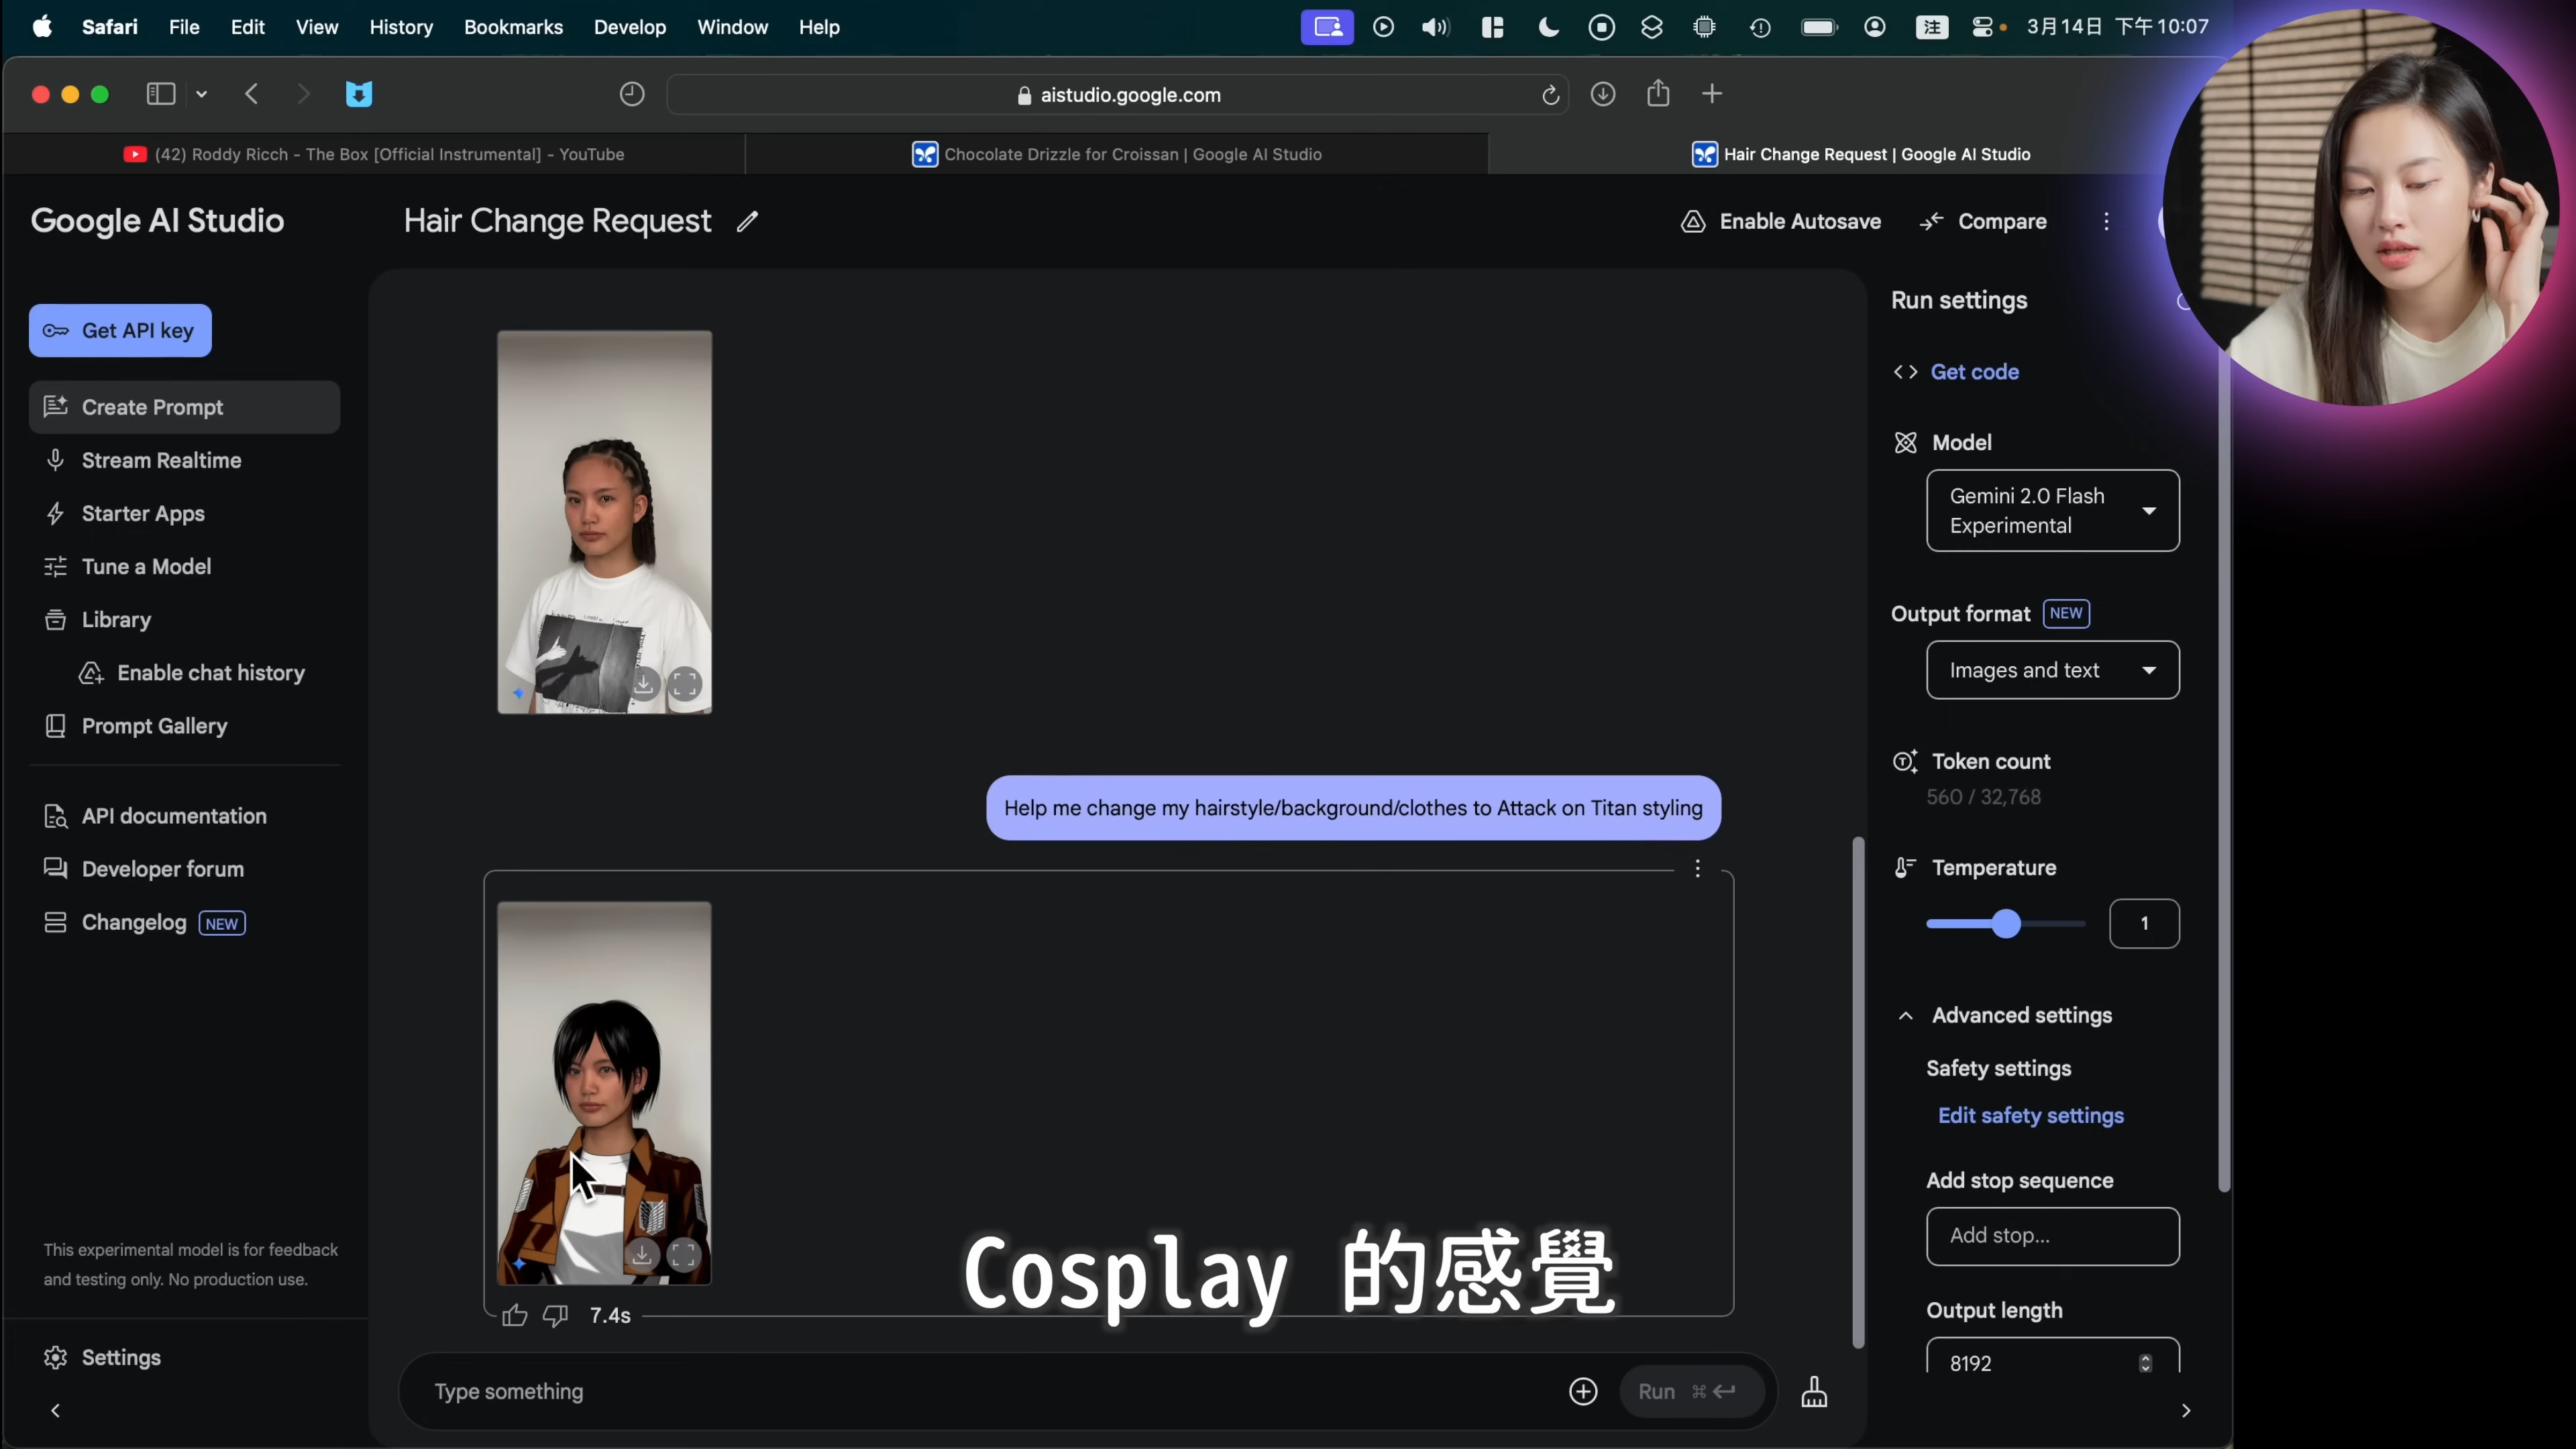 Safari File Edit View History Bookmarks Develop Window Help
注
3月14日 下午10:07
aistudio.google.com
(42) Roddy Ricch - The Box [Official Instrumental] - YouTube
Chocolate Drizzle for Croissan | Google AI Studio
Hair Change Request | Google AI Studio
Google AI Studio
Hair Change Request
Enable Autosave
Compare
Get API key
Create Prompt
Stream Realtime
Starter Apps
Tune a Model
Library
Enable chat history
Prompt Gallery
API documentation
Developer forum
Changelog NEW
This experimental model is for feedback
and testing only. No production use.
Settings
Help me change my hairstyle/background/clothes to Attack on Titan styling
7.4s
Cosplay 的感覺
Type something
Run ⌘
Run settings
Get code
Model
Gemini 2.0 Flash
Experimental
Output format NEW
Images and text
Token count
560 / 32,768
Temperature
1
Advanced settings
Safety settings
Edit safety settings
Add stop sequence
Add stop...
Output length
8192